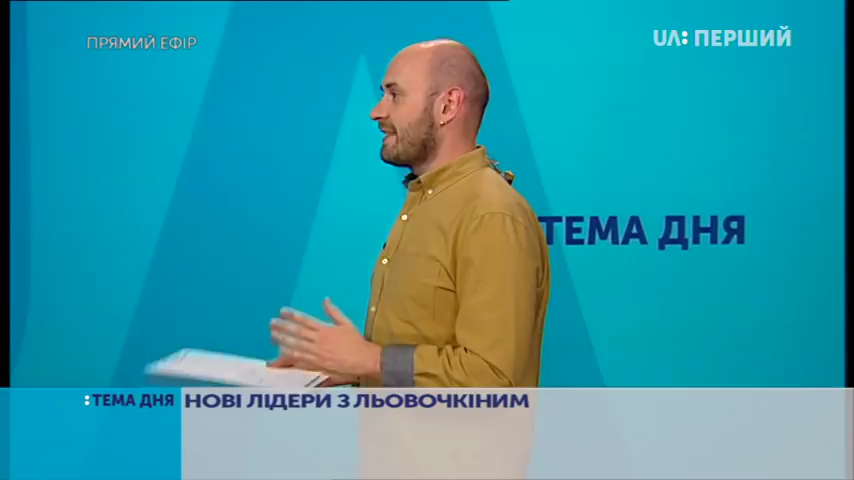 ПРЯМИЙ ЕФІР
UA: ПЕРШИЙ
ТЕМА ДНЯ
:ТЕМА ДНЯ НОВІ ЛІДЕРИ З ЛЬОВОЧКІНИМ